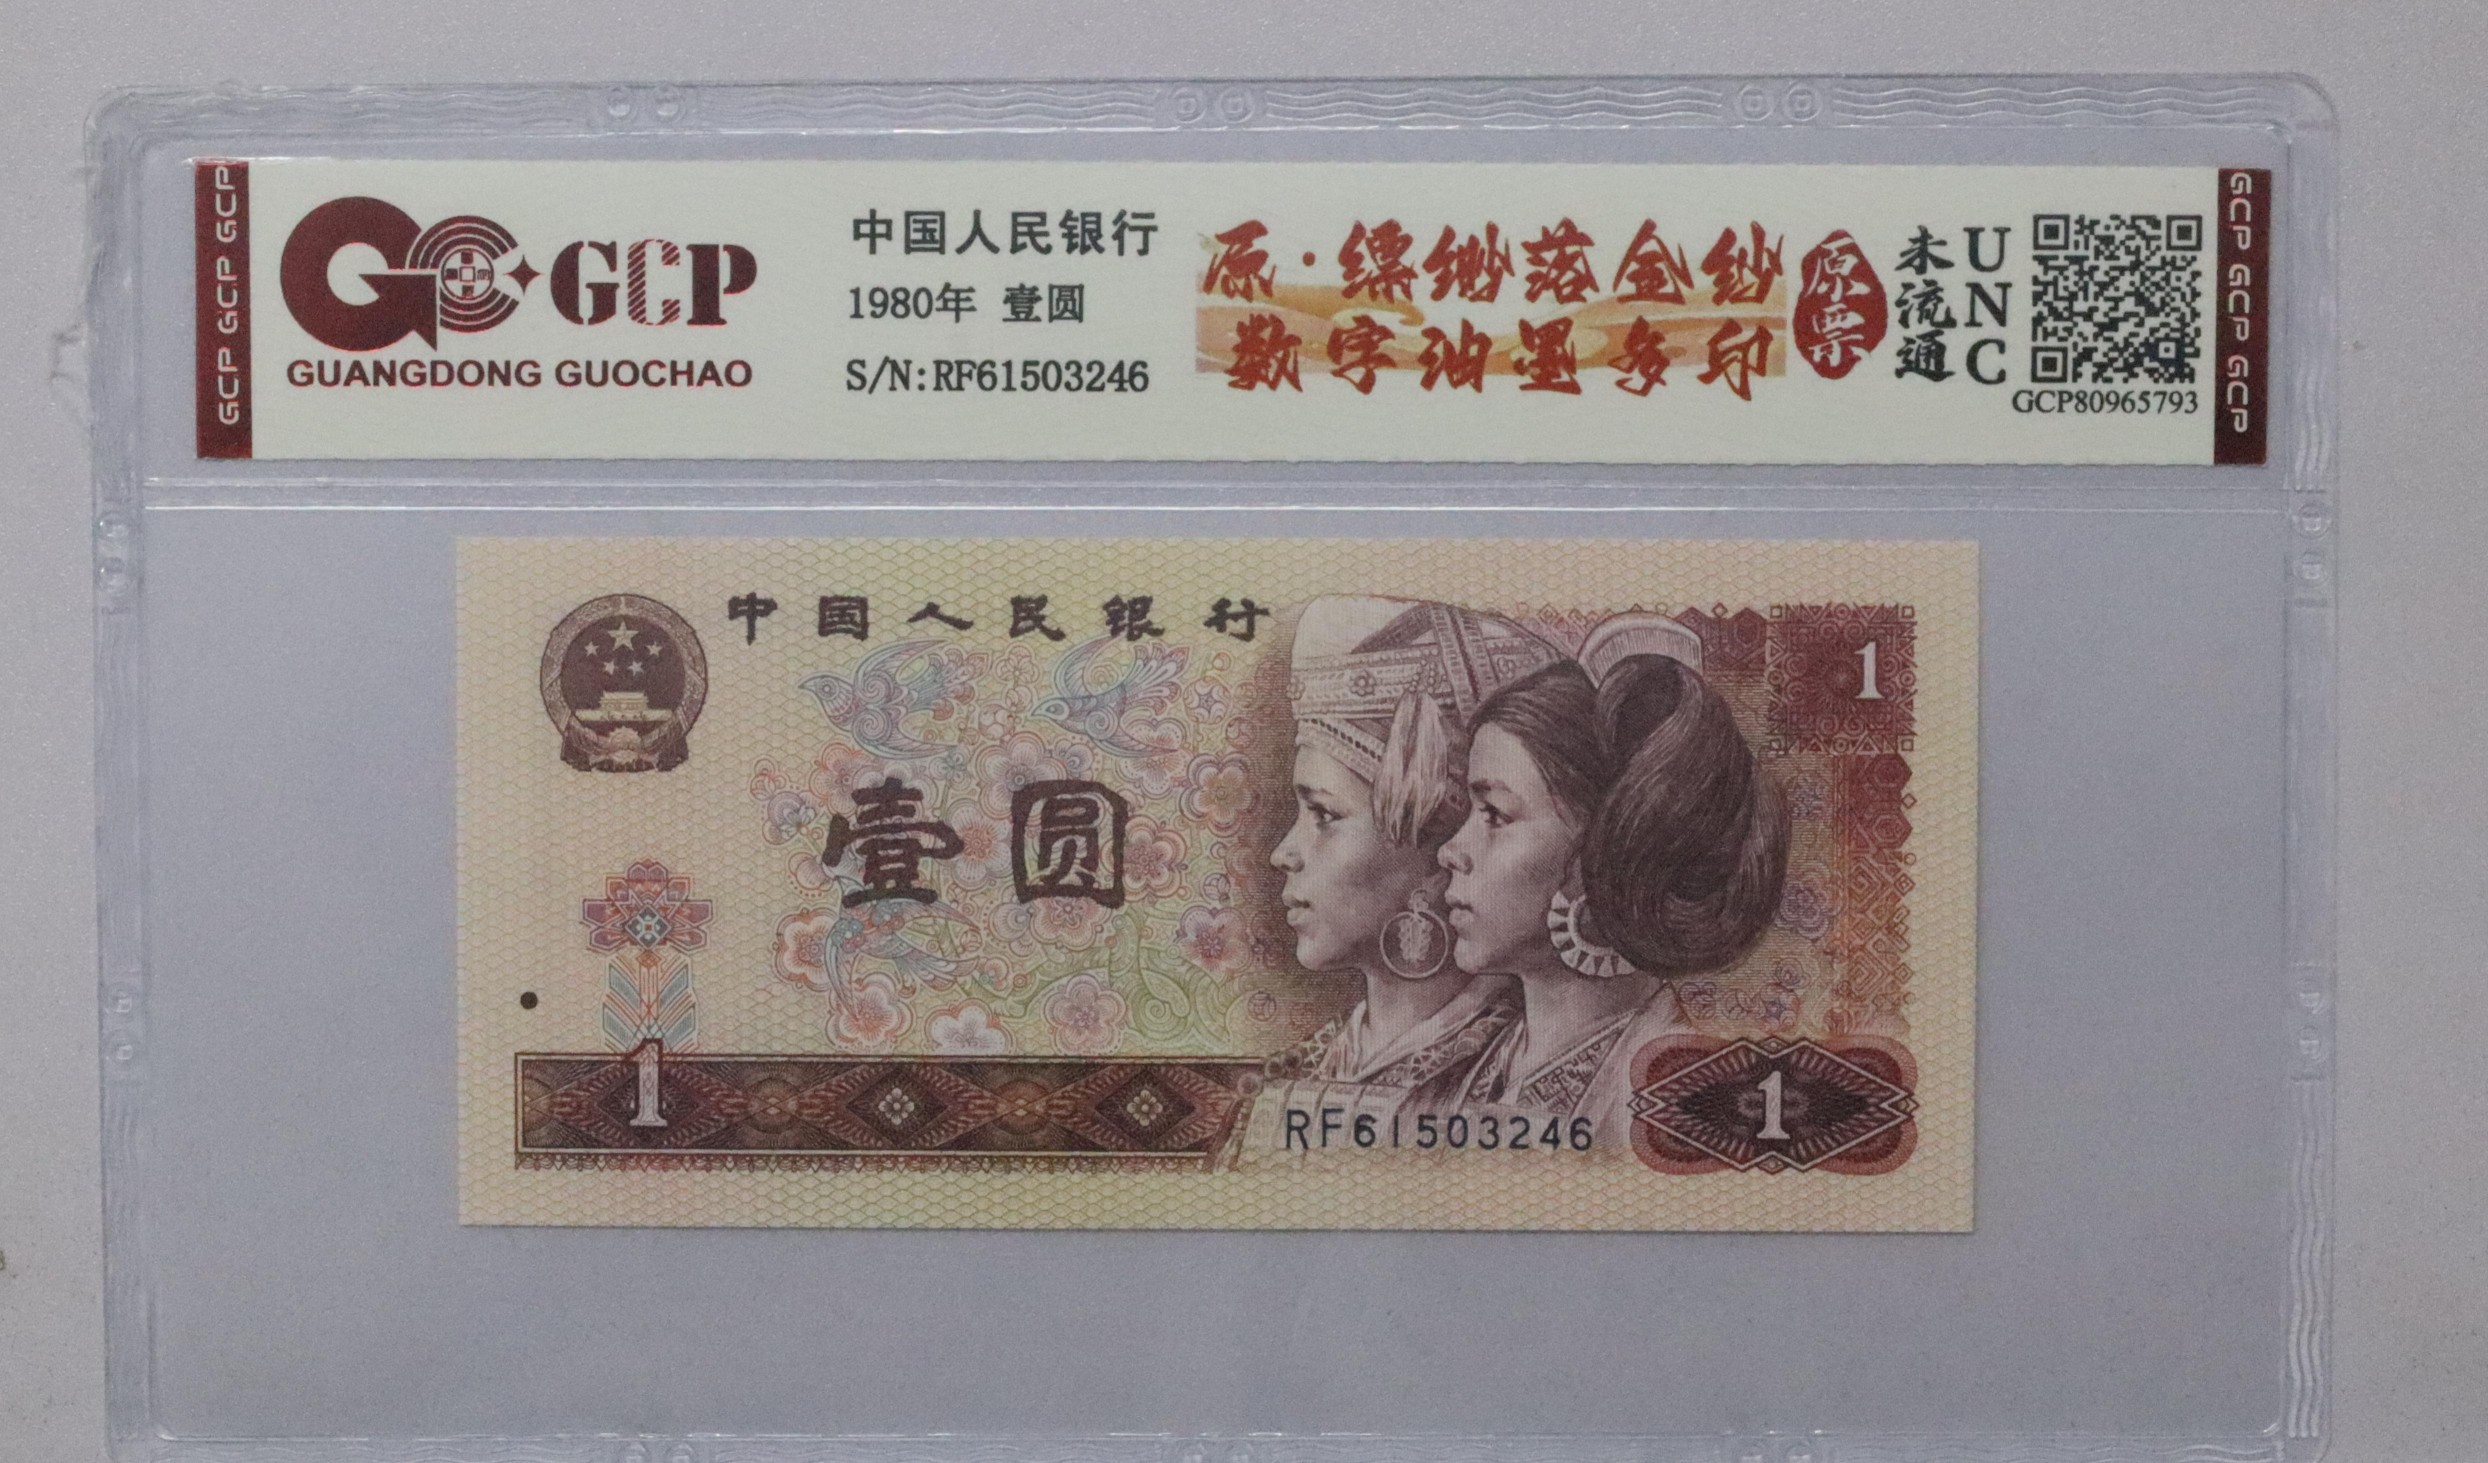 GCP GCP GCP
GCP
GUANGDONG GUOCHAO
中国人民银行
1980年 壹圆
S/N:RF61503246
原·缥缈落金纱
数字油墨多印
原票
未流通
UNC
GCP80965793
GCP GCP GCP
中国人民银行
1
壹圆
1
RF61503246
1